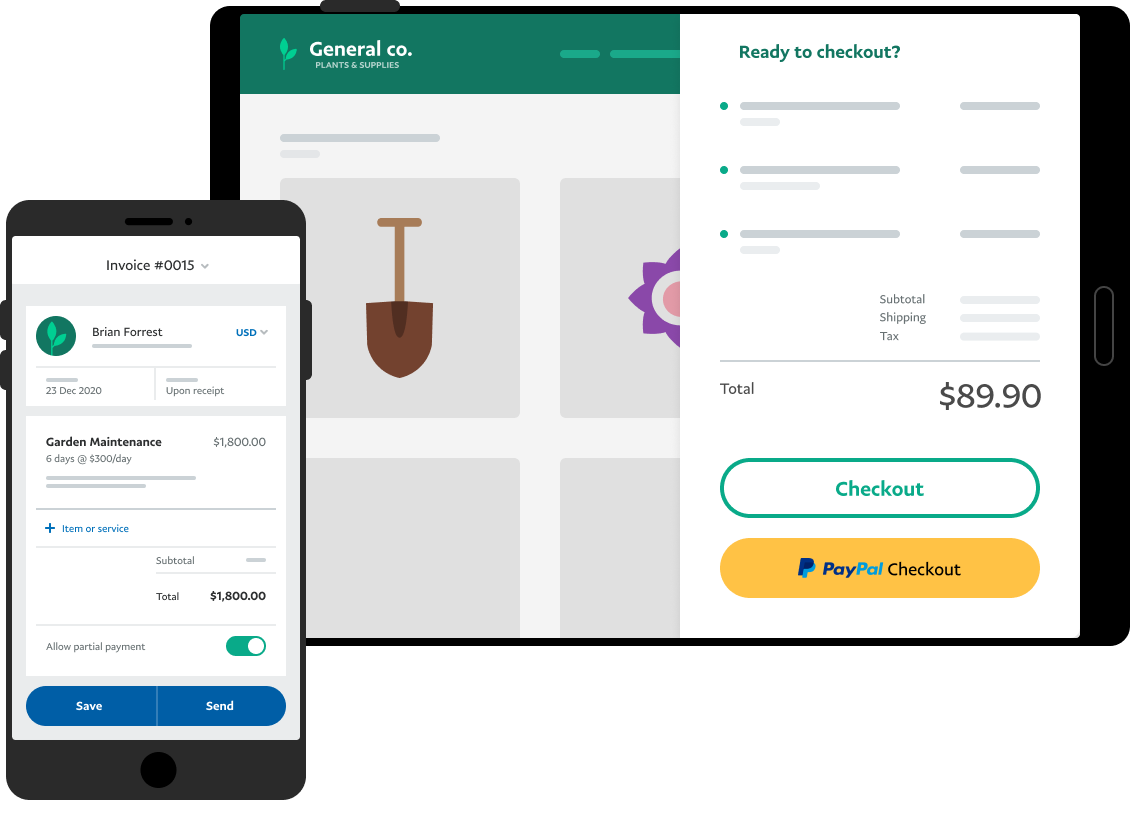 General co.
PLANTS & SUPPLIES
Ready to checkout?
Subtotal
Shipping
Tax
Total $89.90
Checkout
PayPal Checkout
Invoice #0015
Brian Forrest USD
23 Dec 2020 Upon receipt
Garden Maintenance $1,800.00
6 days @ $300/day
+ Item or service
Subtotal
Total $1,800.00
Allow partial payment
Save Send